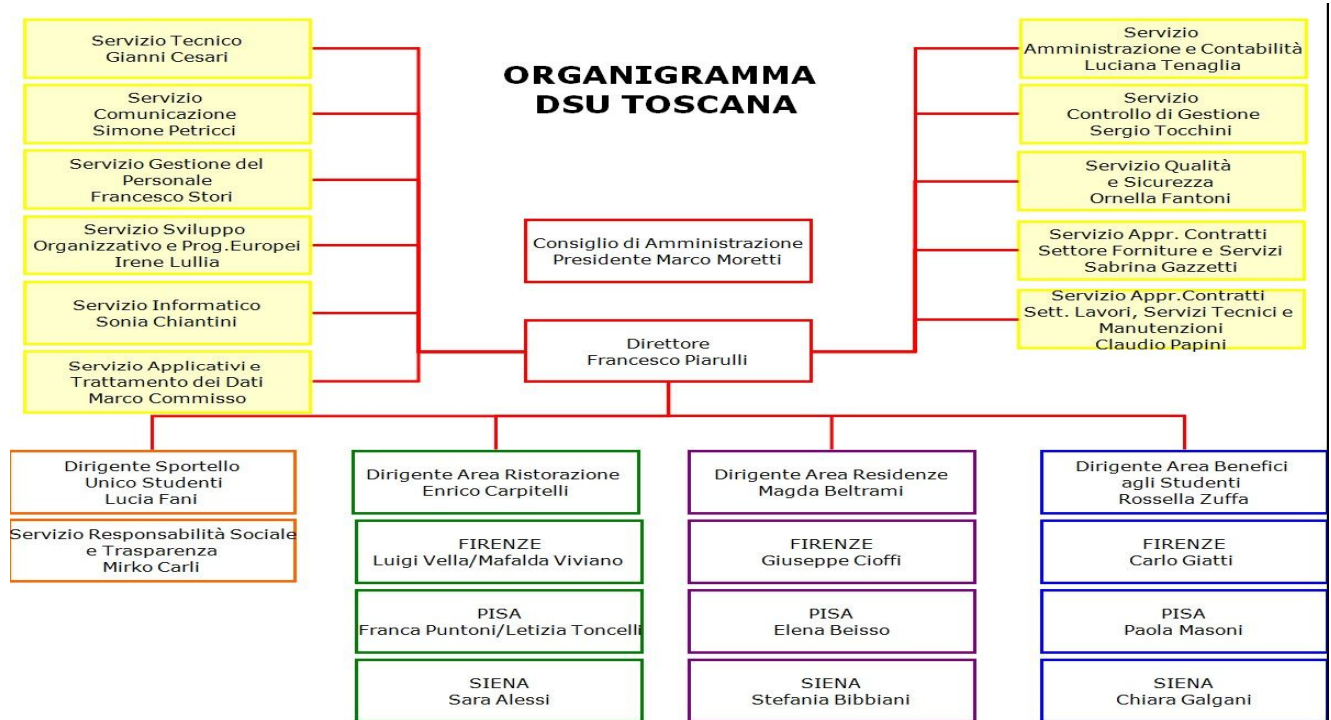 ORGANIGRAMMA
DSU TOSCANA
Servizio Tecnico
Gianni Cesari
Servizio
Comunicazione
Simone Petricci
Servizio Gestione del
Personale
Francesco Stori
Servizio Sviluppo
Organizzativo e Prog.Europei
Irene Lullia
Servizio Informatico
Sonia Chiantini
Servizio Applicativi e
Trattamento dei Dati
Marco Commisso
Consiglio di Amministrazione
Presidente Marco Moretti
Direttore
Francesco Piarulli
Servizio
Amministrazione e Contabilità
Luciana Tenaglia
Servizio
Controllo di Gestione
Sergio Tocchini
Servizio Qualità
e Sicurezza
Ornella Fantoni
Servizio Appr. Contratti
Settore Forniture e Servizi
Sabrina Gazzetti
Servizio Appr.Contratti
Sett. Lavori, Servizi Tecnici e
Manutenzioni
Claudio Papini
Dirigente Sportello
Unico Studenti
Lucia Fani
Servizio Responsabilità Sociale
e Trasparenza
Mirko Carli
Dirigente Area Ristorazione
Enrico Carpitelli
FIRENZE
Luigi Vella/Mafalda Viviano
PISA
Franca Puntoni/Letizia Toncelli
SIENA
Sara Alessi
Dirigente Area Residenze
Magda Beltrami
FIRENZE
Giuseppe Cioffi
PISA
Elena Beisso
SIENA
Stefania Bibbiani
Dirigente Area Benefici
agli Studenti
Rossella Zuffa
FIRENZE
Carlo Giatti
PISA
Paola Masoni
SIENA
Chiara Galgani